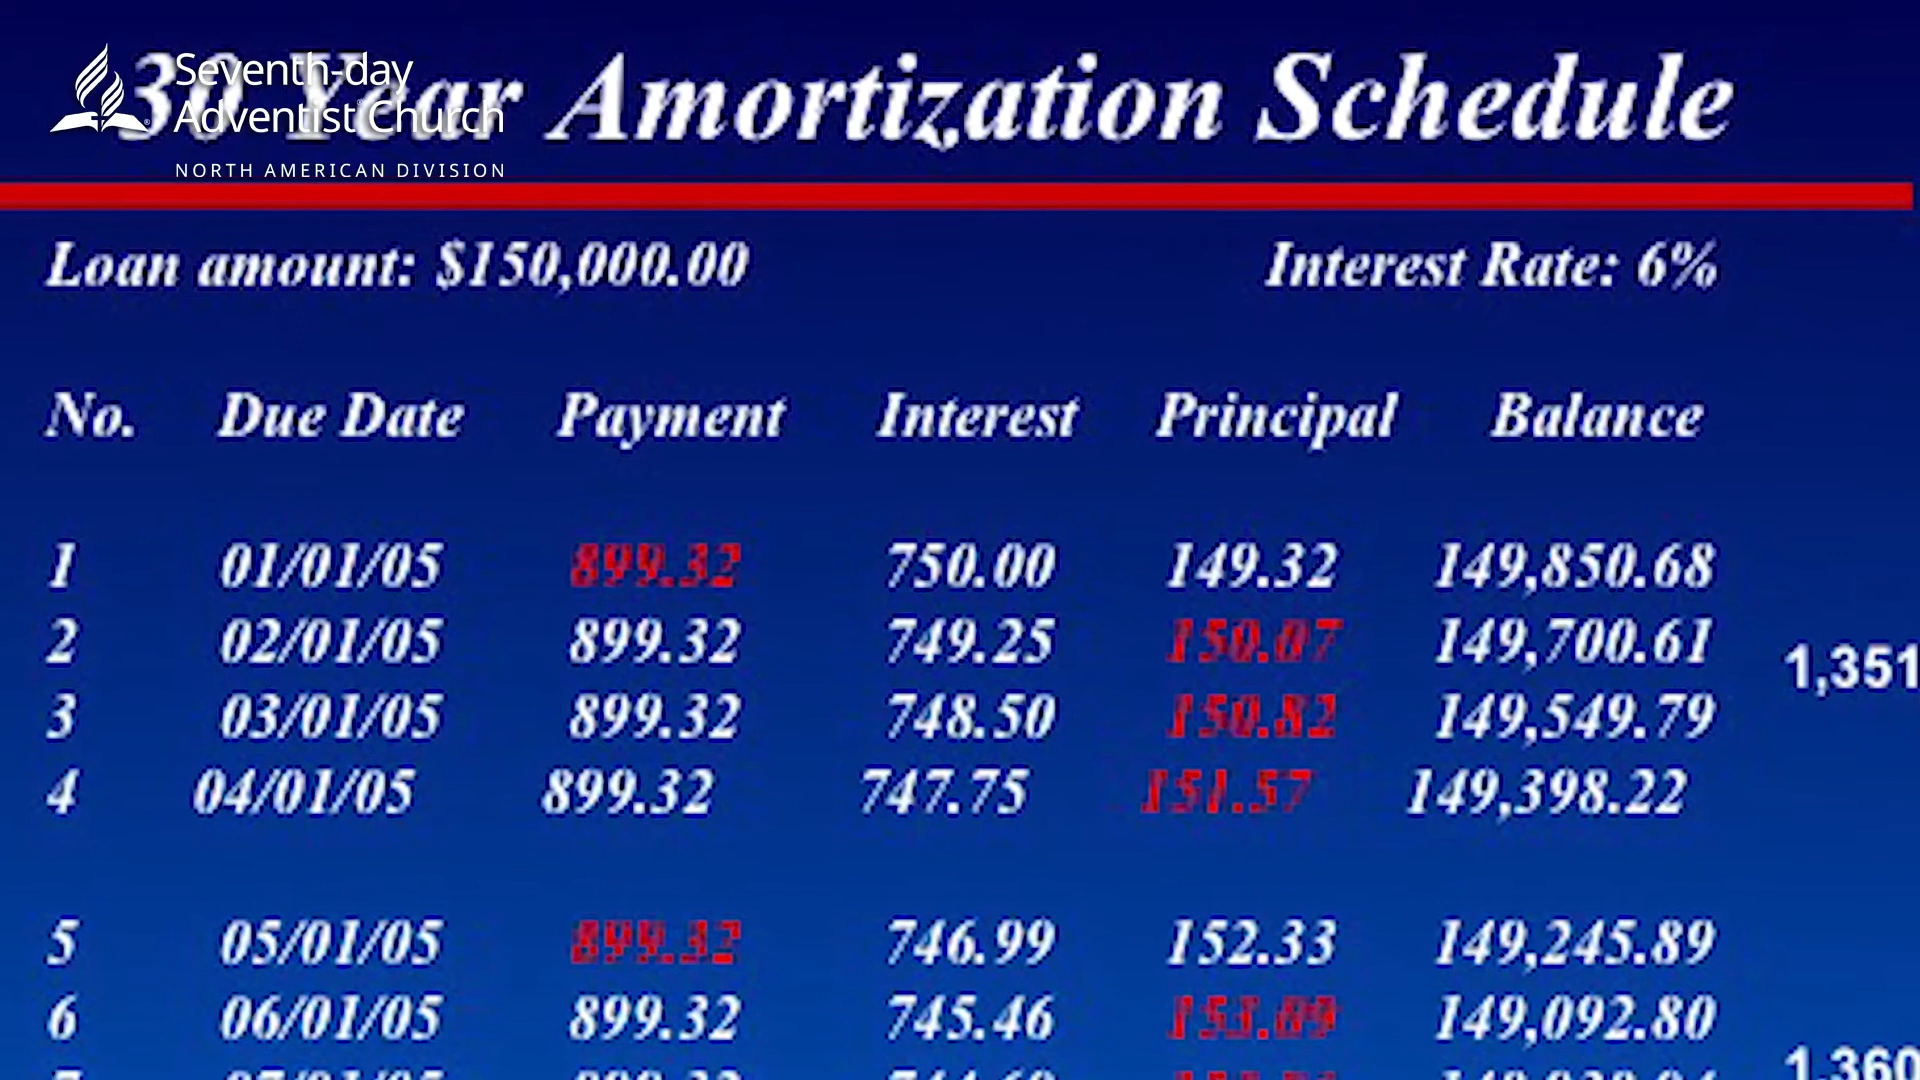 Seventh-day
Adventist Church
NORTH AMERICAN DIVISION
30 Year Amortization Schedule
Loan amount: $150,000.00 Interest Rate: 6%
No. Due Date Payment Interest Principal Balance
1 01/01/05 899.32 750.00 149.32 149,850.68
2 02/01/05 899.32 749.25 150.07 149,700.61
1,351
3 03/01/05 899.32 748.50 150.82 149,549.79
4 04/01/05 899.32 747.75 151.57 149,398.22
5 05/01/05 899.32 746.99 152.33 149,245.89
6 06/01/05 899.32 745.46 153.09 149,092.80
1,360